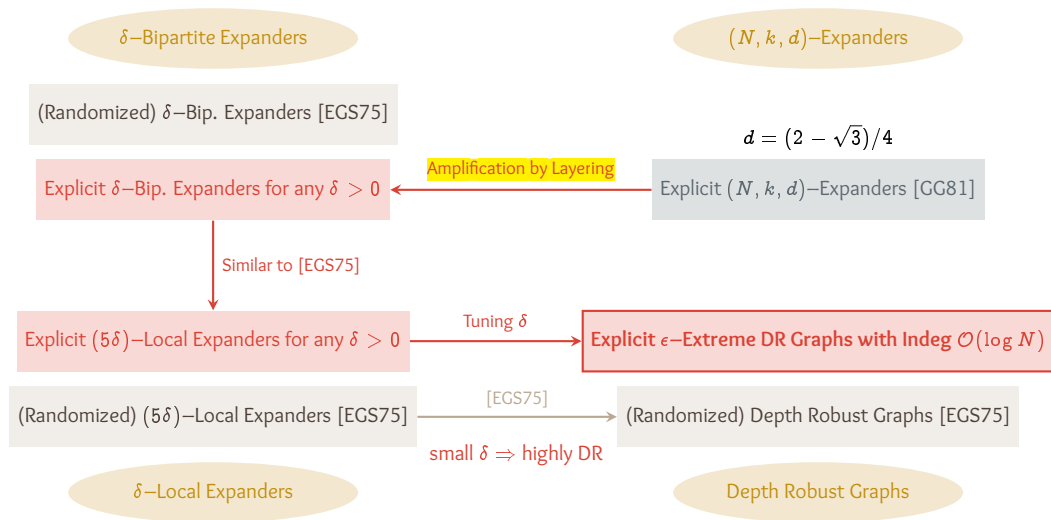 δ–Bipartite Expanders
(N, k, d)–Expanders
(Randomized) δ–Bip. Expanders [EGS75]
d = (2 − √3)/4
Amplification by Layering
Explicit δ–Bip. Expanders for any δ > 0
Explicit (N, k, d)–Expanders [GG81]
Similar to [EGS75]
Tuning δ
Explicit (5δ)–Local Expanders for any δ > 0
Explicit ϵ–Extreme DR Graphs with Indeg 𝒪(log N)
[EGS75]
(Randomized) (5δ)–Local Expanders [EGS75]
(Randomized) Depth Robust Graphs [EGS75]
small δ ⇒ highly DR
δ–Local Expanders
Depth Robust Graphs